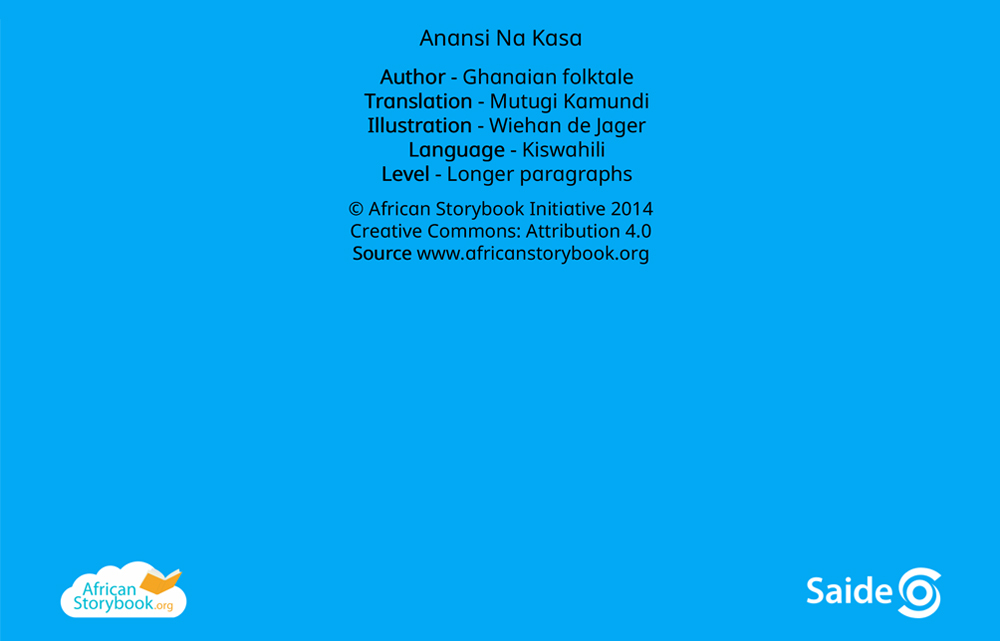 Anansi Na Kasa
Author - Ghanaian folktale
Translation - Mutugi Kamundi
Illustration - Wiehan de Jager
Language - Kiswahili
Level - Longer paragraphs
© African Storybook Initiative 2014
Creative Commons: Attribution 4.0
Source www.africanstorybook.org
African
Storybook.org
Saide